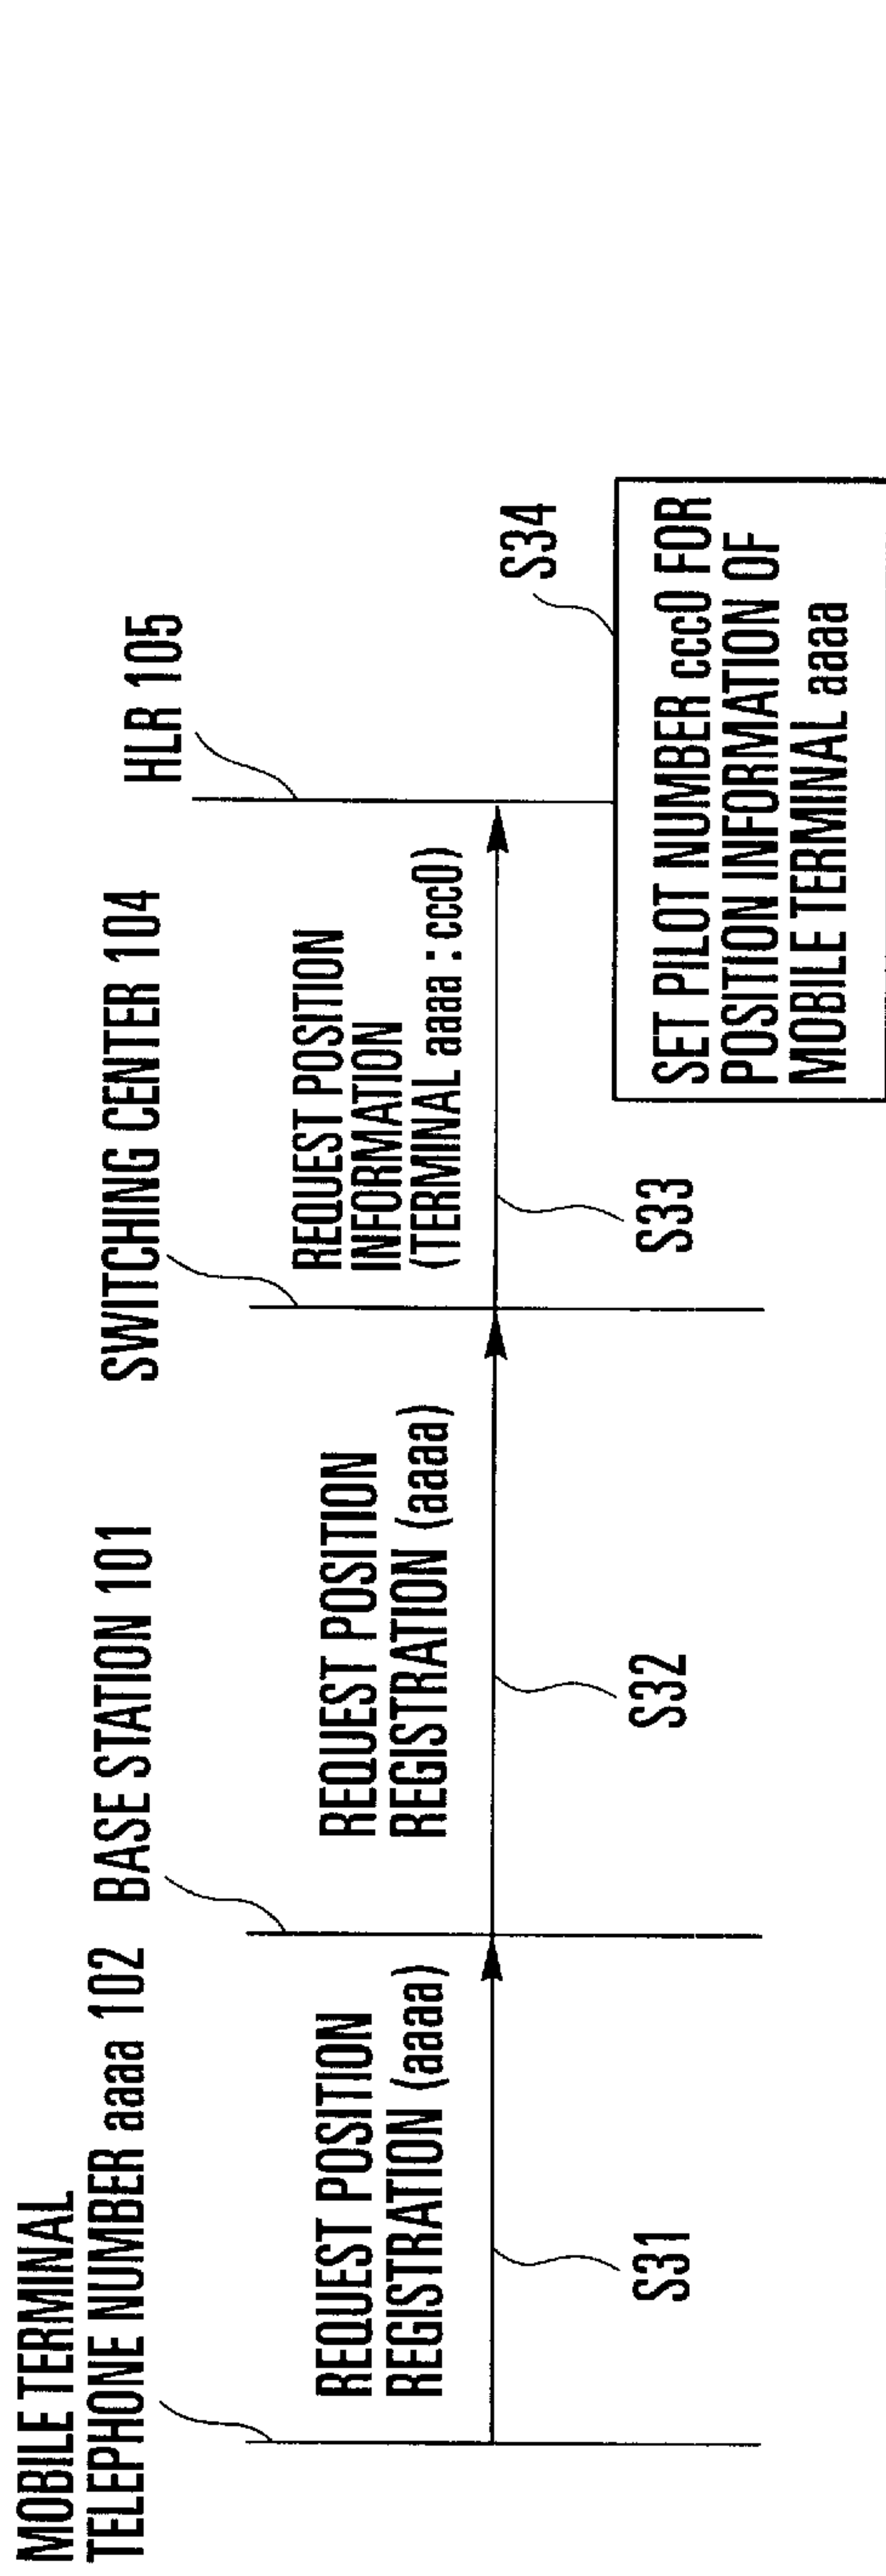 MOBILE TERMINAL
TELEPHONE NUMBER aaaa 102
BASE STATION 101
SWITCHING CENTER 104
HLR 105
REQUEST POSITION
REGISTRATION (aaaa)
S31
REQUEST POSITION
REGISTRATION (aaaa)
S32
REQUEST POSITION
INFORMATION
(TERMINAL aaaa : ccc0)
S33
S34
SET PILOT NUMBER ccc0 FOR
POSITION INFORMATION OF
MOBILE TERMINAL aaaa